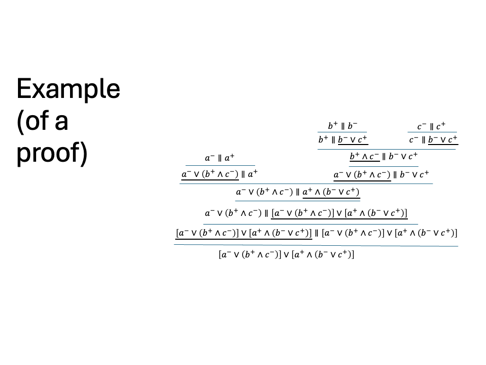 Example
(of a
proof)
b⁺ ∥ b⁻
c⁻ ∥ c⁺
b⁺ ∥ b⁻ ∨ c⁺
c⁻ ∥ b⁻ ∨ c⁺
a⁻ ∥ a⁺
b⁺ ∧ c⁻ ∥ b⁻ ∨ c⁺
a⁻ ∨ (b⁺ ∧ c⁻) ∥ a⁺
a⁻ ∨ (b⁺ ∧ c⁻) ∥ b⁻ ∨ c⁺
a⁻ ∨ (b⁺ ∧ c⁻) ∥ a⁺ ∧ (b⁻ ∨ c⁺)
a⁻ ∨ (b⁺ ∧ c⁻) ∥ [a⁻ ∨ (b⁺ ∧ c⁻)] ∨ [a⁺ ∧ (b⁻ ∨ c⁺)]
[a⁻ ∨ (b⁺ ∧ c⁻)] ∨ [a⁺ ∧ (b⁻ ∨ c⁺)] ∥ [a⁻ ∨ (b⁺ ∧ c⁻)] ∨ [a⁺ ∧ (b⁻ ∨ c⁺)]
[a⁻ ∨ (b⁺ ∧ c⁻)] ∨ [a⁺ ∧ (b⁻ ∨ c⁺)]